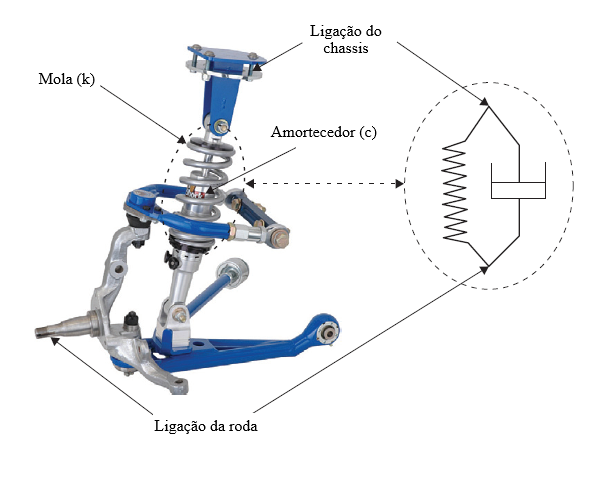 Ligação do
chassis
Mola (k)
Amortecedor (c)
Ligação da roda